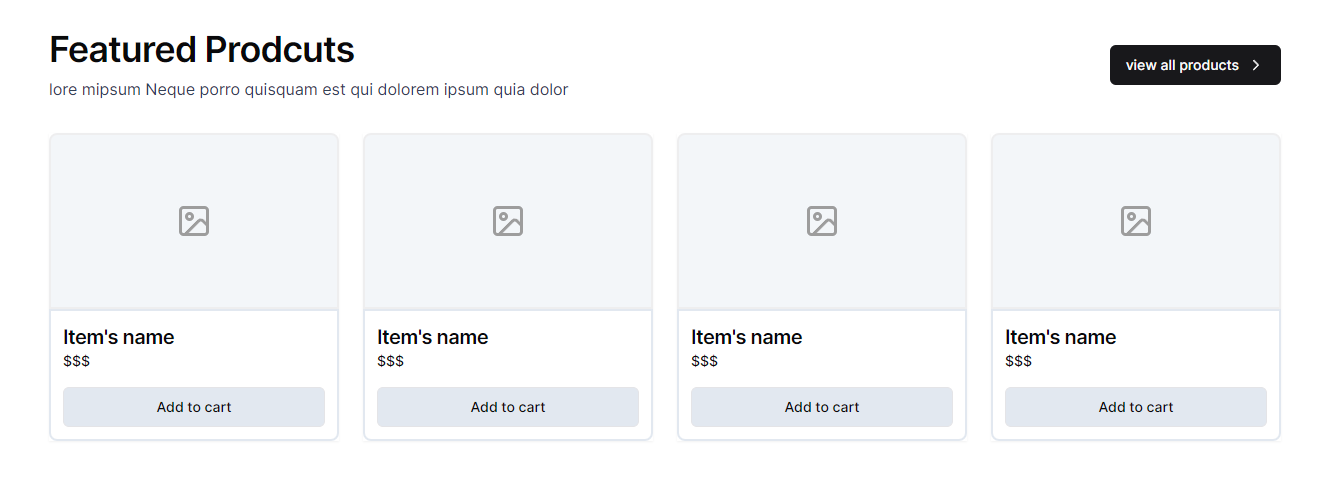 Featured Prodcuts
lore mipsum Neque porro quisquam est qui dolorem ipsum quia dolor
view all products
Item's name
$$$
Add to cart
Item's name
$$$
Add to cart
Item's name
$$$
Add to cart
Item's name
$$$
Add to cart